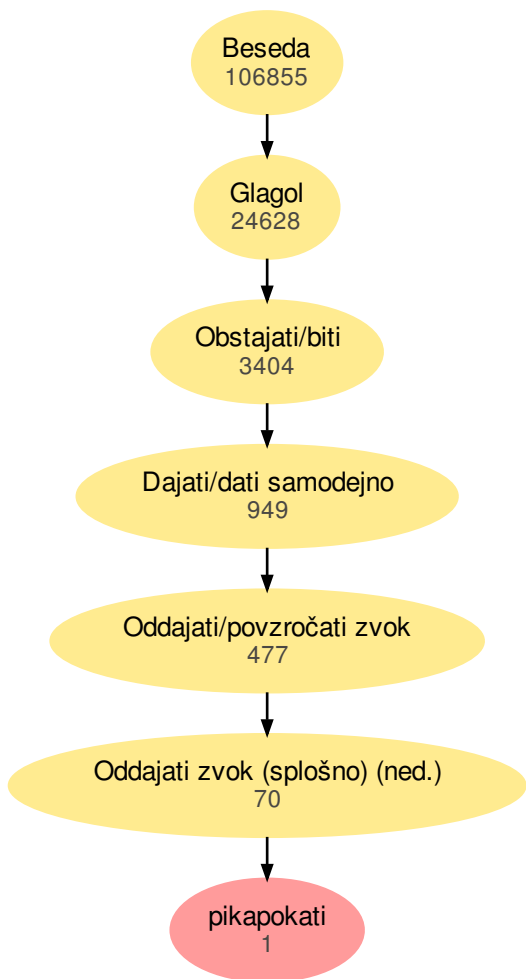 Beseda
106855
Glagol
24628
Obstajati/biti
3404
Dajati/dati samodejno
949
Oddajati/povzročati zvok
477
Oddajati zvok (splošno) (ned.)
70
pikapokati
1